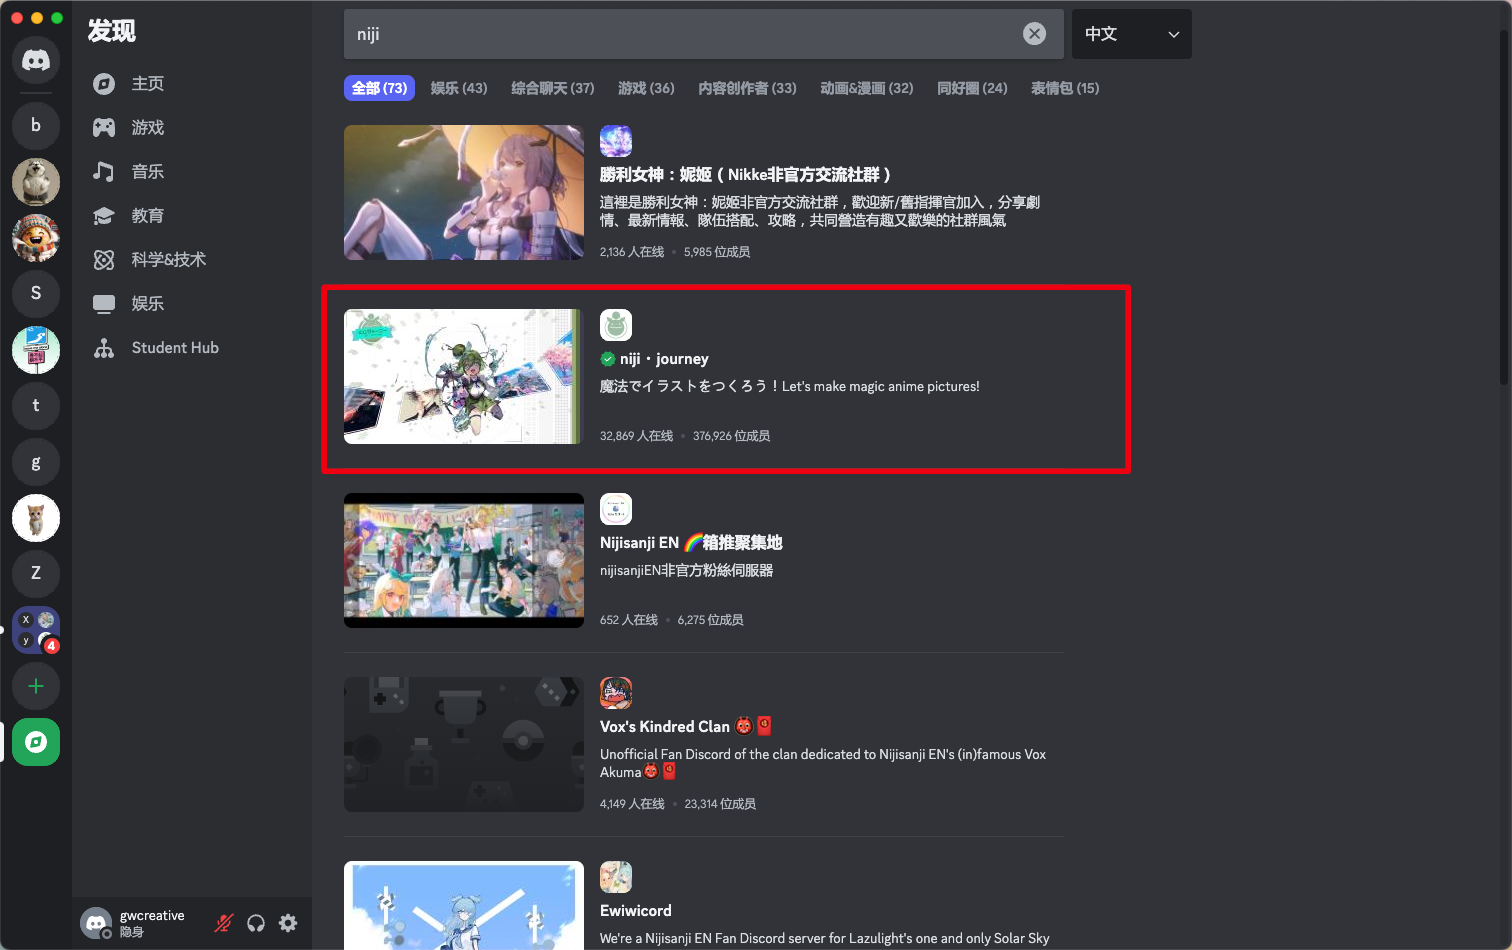 发现
主页
游戏
音乐
教育
科学&技术
娱乐
Student Hub
b
S
t
g
Z
X
y
4
gwcreative
隐身
niji
中文
全部 (73) 娱乐 (43) 综合聊天 (37) 游戏 (36) 内容创作者 (33) 动画&漫画 (32) 同好圈 (24) 表情包 (15)
勝利女神：妮姬（Nikke非官方交流社群）
這裡是勝利女神：妮姬非官方交流社群，歡迎新/舊指揮官加入，分享劇
情、最新情報、隊伍搭配、攻略，共同營造有趣又歡樂的社群風氣
2,136 人在线 • 5,985 位成员
niji・journey
魔法でイラストをつくろう！Let's make magic anime pictures!
32,869 人在线 • 376,926 位成员
Nijisanji EN 🌈箱推聚集地
nijisanjiEN非官方粉絲伺服器
652 人在线 • 6,275 位成员
Vox's Kindred Clan 👹🧧
Unofficial Fan Discord of the clan dedicated to Nijisanji EN's (in)famous Vox
Akuma👹🧧
4,149 人在线 • 23,314 位成员
Ewiwicord
We're a Nijisanji EN Fan Discord server for Lazulight's one and only Solar Sky